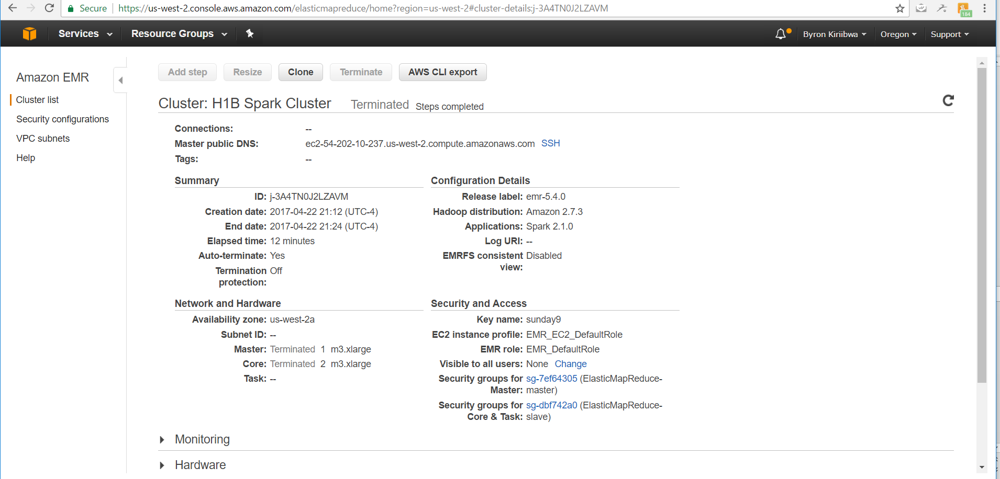 Secure https://us-west-2.console.aws.amazon.com/elasticmapreduce/home?region=us-west-2#cluster-details:j-3A4TN0J2LZAVM 184
Services Resource Groups Byron Kiriibwa Oregon Support
Add step Resize Clone Terminate AWS CLI export
Amazon EMR
Cluster list
Security configurations
VPC subnets
Help
Cluster: H1B Spark Cluster Terminated Steps completed
Connections: --
Master public DNS: ec2-54-202-10-237.us-west-2.compute.amazonaws.com SSH
Tags: --
Summary
ID: j-3A4TN0J2LZAVM
Creation date: 2017-04-22 21:12 (UTC-4)
End date: 2017-04-22 21:24 (UTC-4)
Elapsed time: 12 minutes
Auto-terminate: Yes
Termination Off
protection:
Configuration Details
Release label: emr-5.4.0
Hadoop distribution: Amazon 2.7.3
Applications: Spark 2.1.0
Log URI: --
EMRFS consistent Disabled
view:
Network and Hardware
Availability zone: us-west-2a
Subnet ID: --
Master: Terminated 1 m3.xlarge
Core: Terminated 2 m3.xlarge
Task: --
Security and Access
Key name: sunday9
EC2 instance profile: EMR_EC2_DefaultRole
EMR role: EMR_DefaultRole
Visible to all users: None Change
Security groups for sg-7ef64305 (ElasticMapReduce-
Master: master)
Security groups for sg-dbf742a0 (ElasticMapReduce-
Core & Task: slave)
Monitoring
Hardware